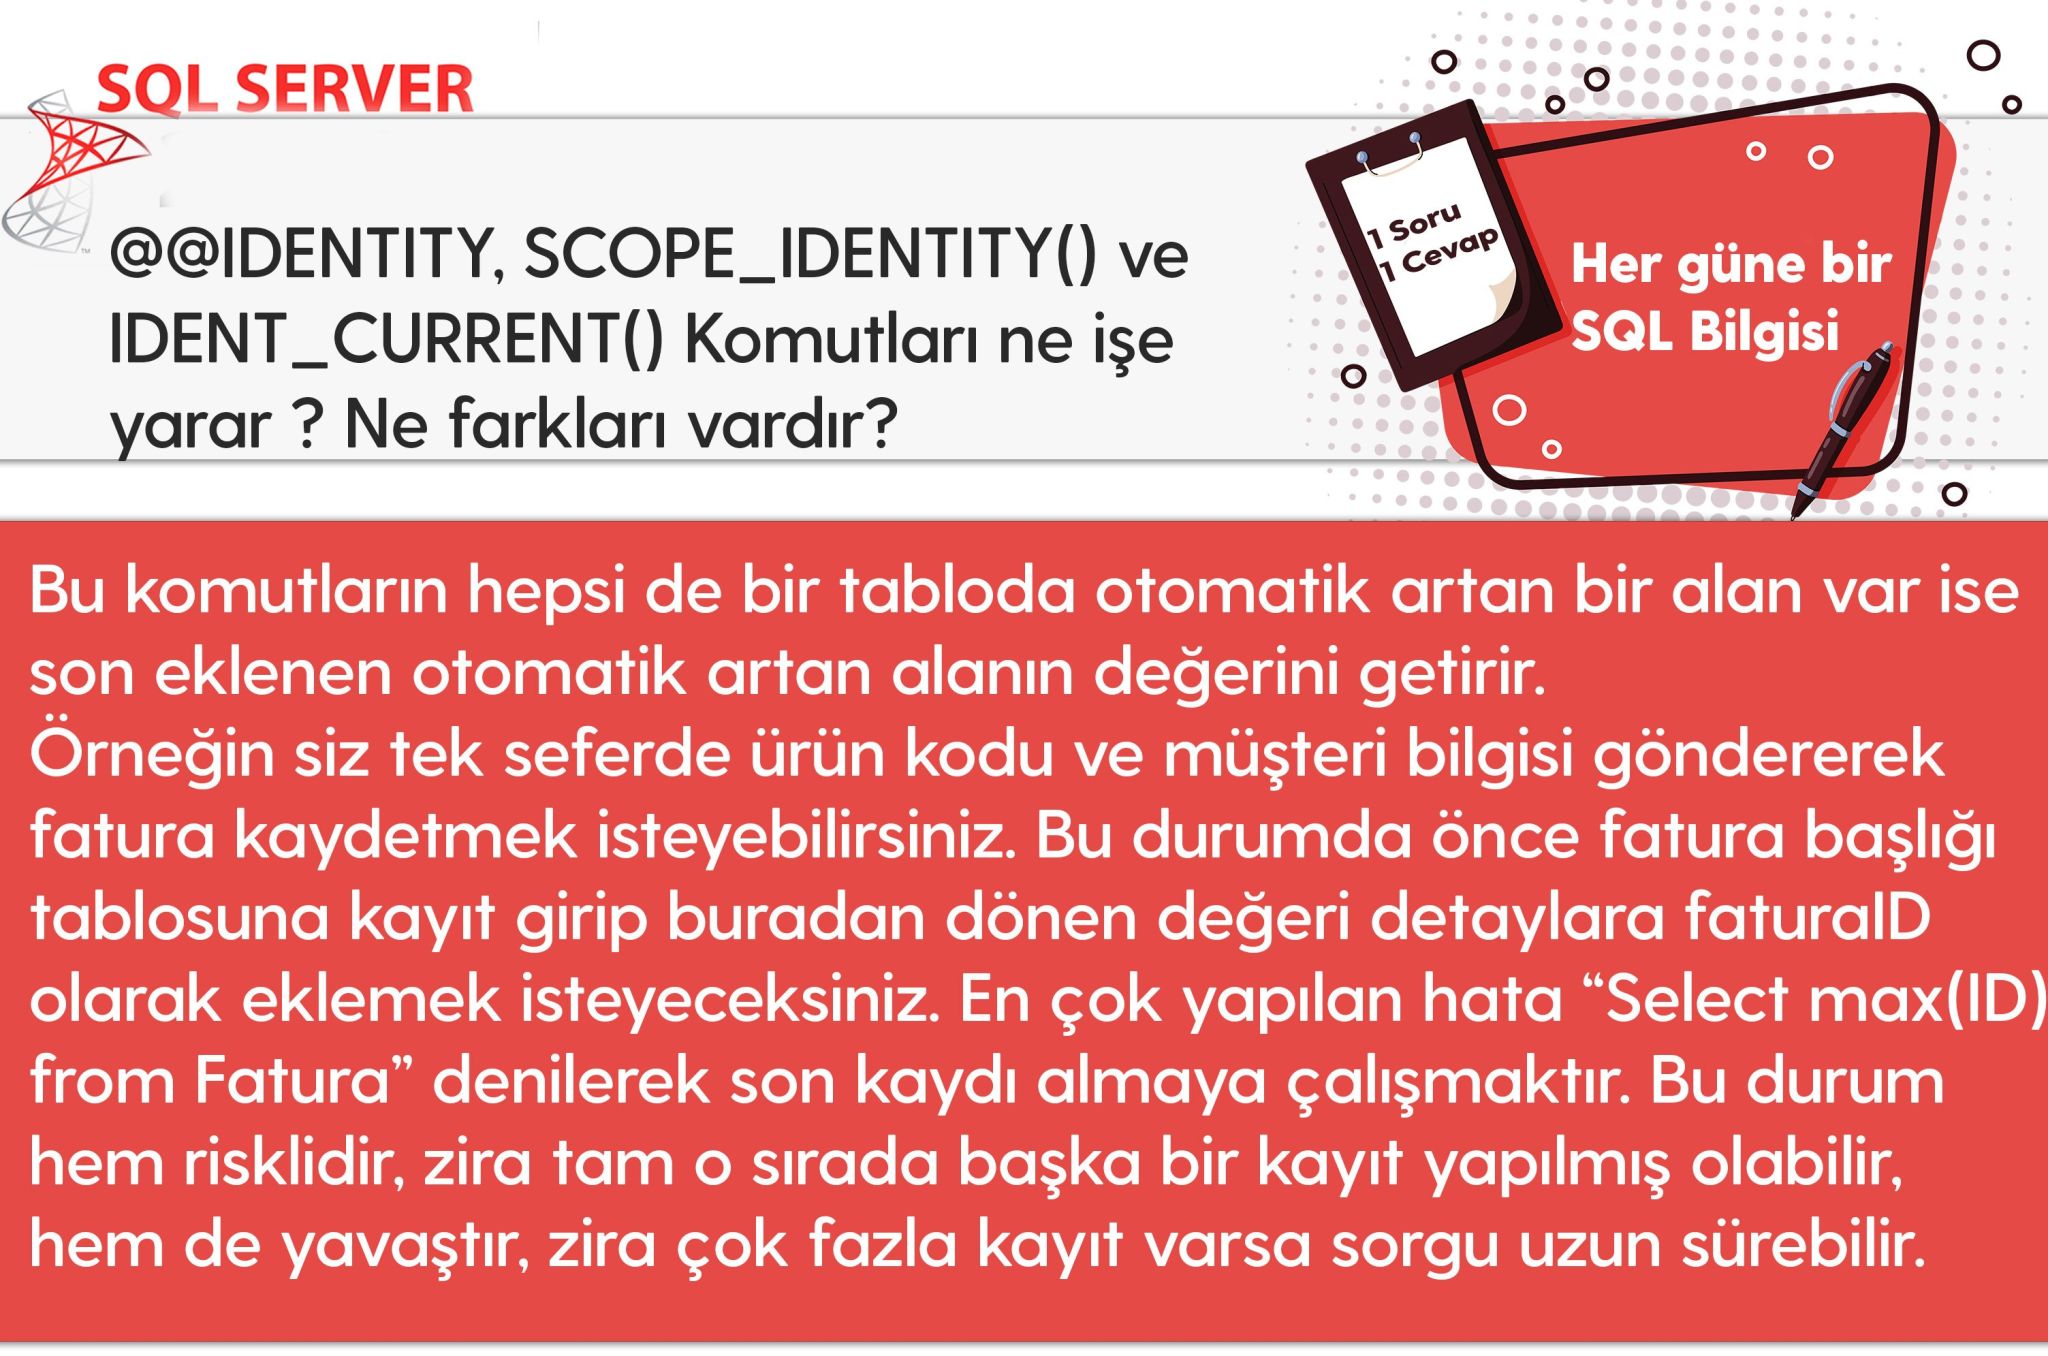 SQL SERVER
™
@@IDENTITY, SCOPE_IDENTITY() ve
IDENT_CURRENT() Komutları ne işe
yarar ? Ne farkları vardır?
1 Soru
1 Cevap
Her güne bir
SQL Bilgisi
Bu komutların hepsi de bir tabloda otomatik artan bir alan var ise
son eklenen otomatik artan alanın değerini getirir.
Örneğin siz tek seferde ürün kodu ve müşteri bilgisi göndererek
fatura kaydetmek isteyebilirsiniz. Bu durumda önce fatura başlığı
tablosuna kayıt girip buradan dönen değeri detaylara faturaID
olarak eklemek isteyeceksiniz. En çok yapılan hata “Select max(ID)
from Fatura” denilerek son kaydı almaya çalışmaktır. Bu durum
hem risklidir, zira tam o sırada başka bir kayıt yapılmış olabilir,
hem de yavaştır, zira çok fazla kayıt varsa sorgu uzun sürebilir.